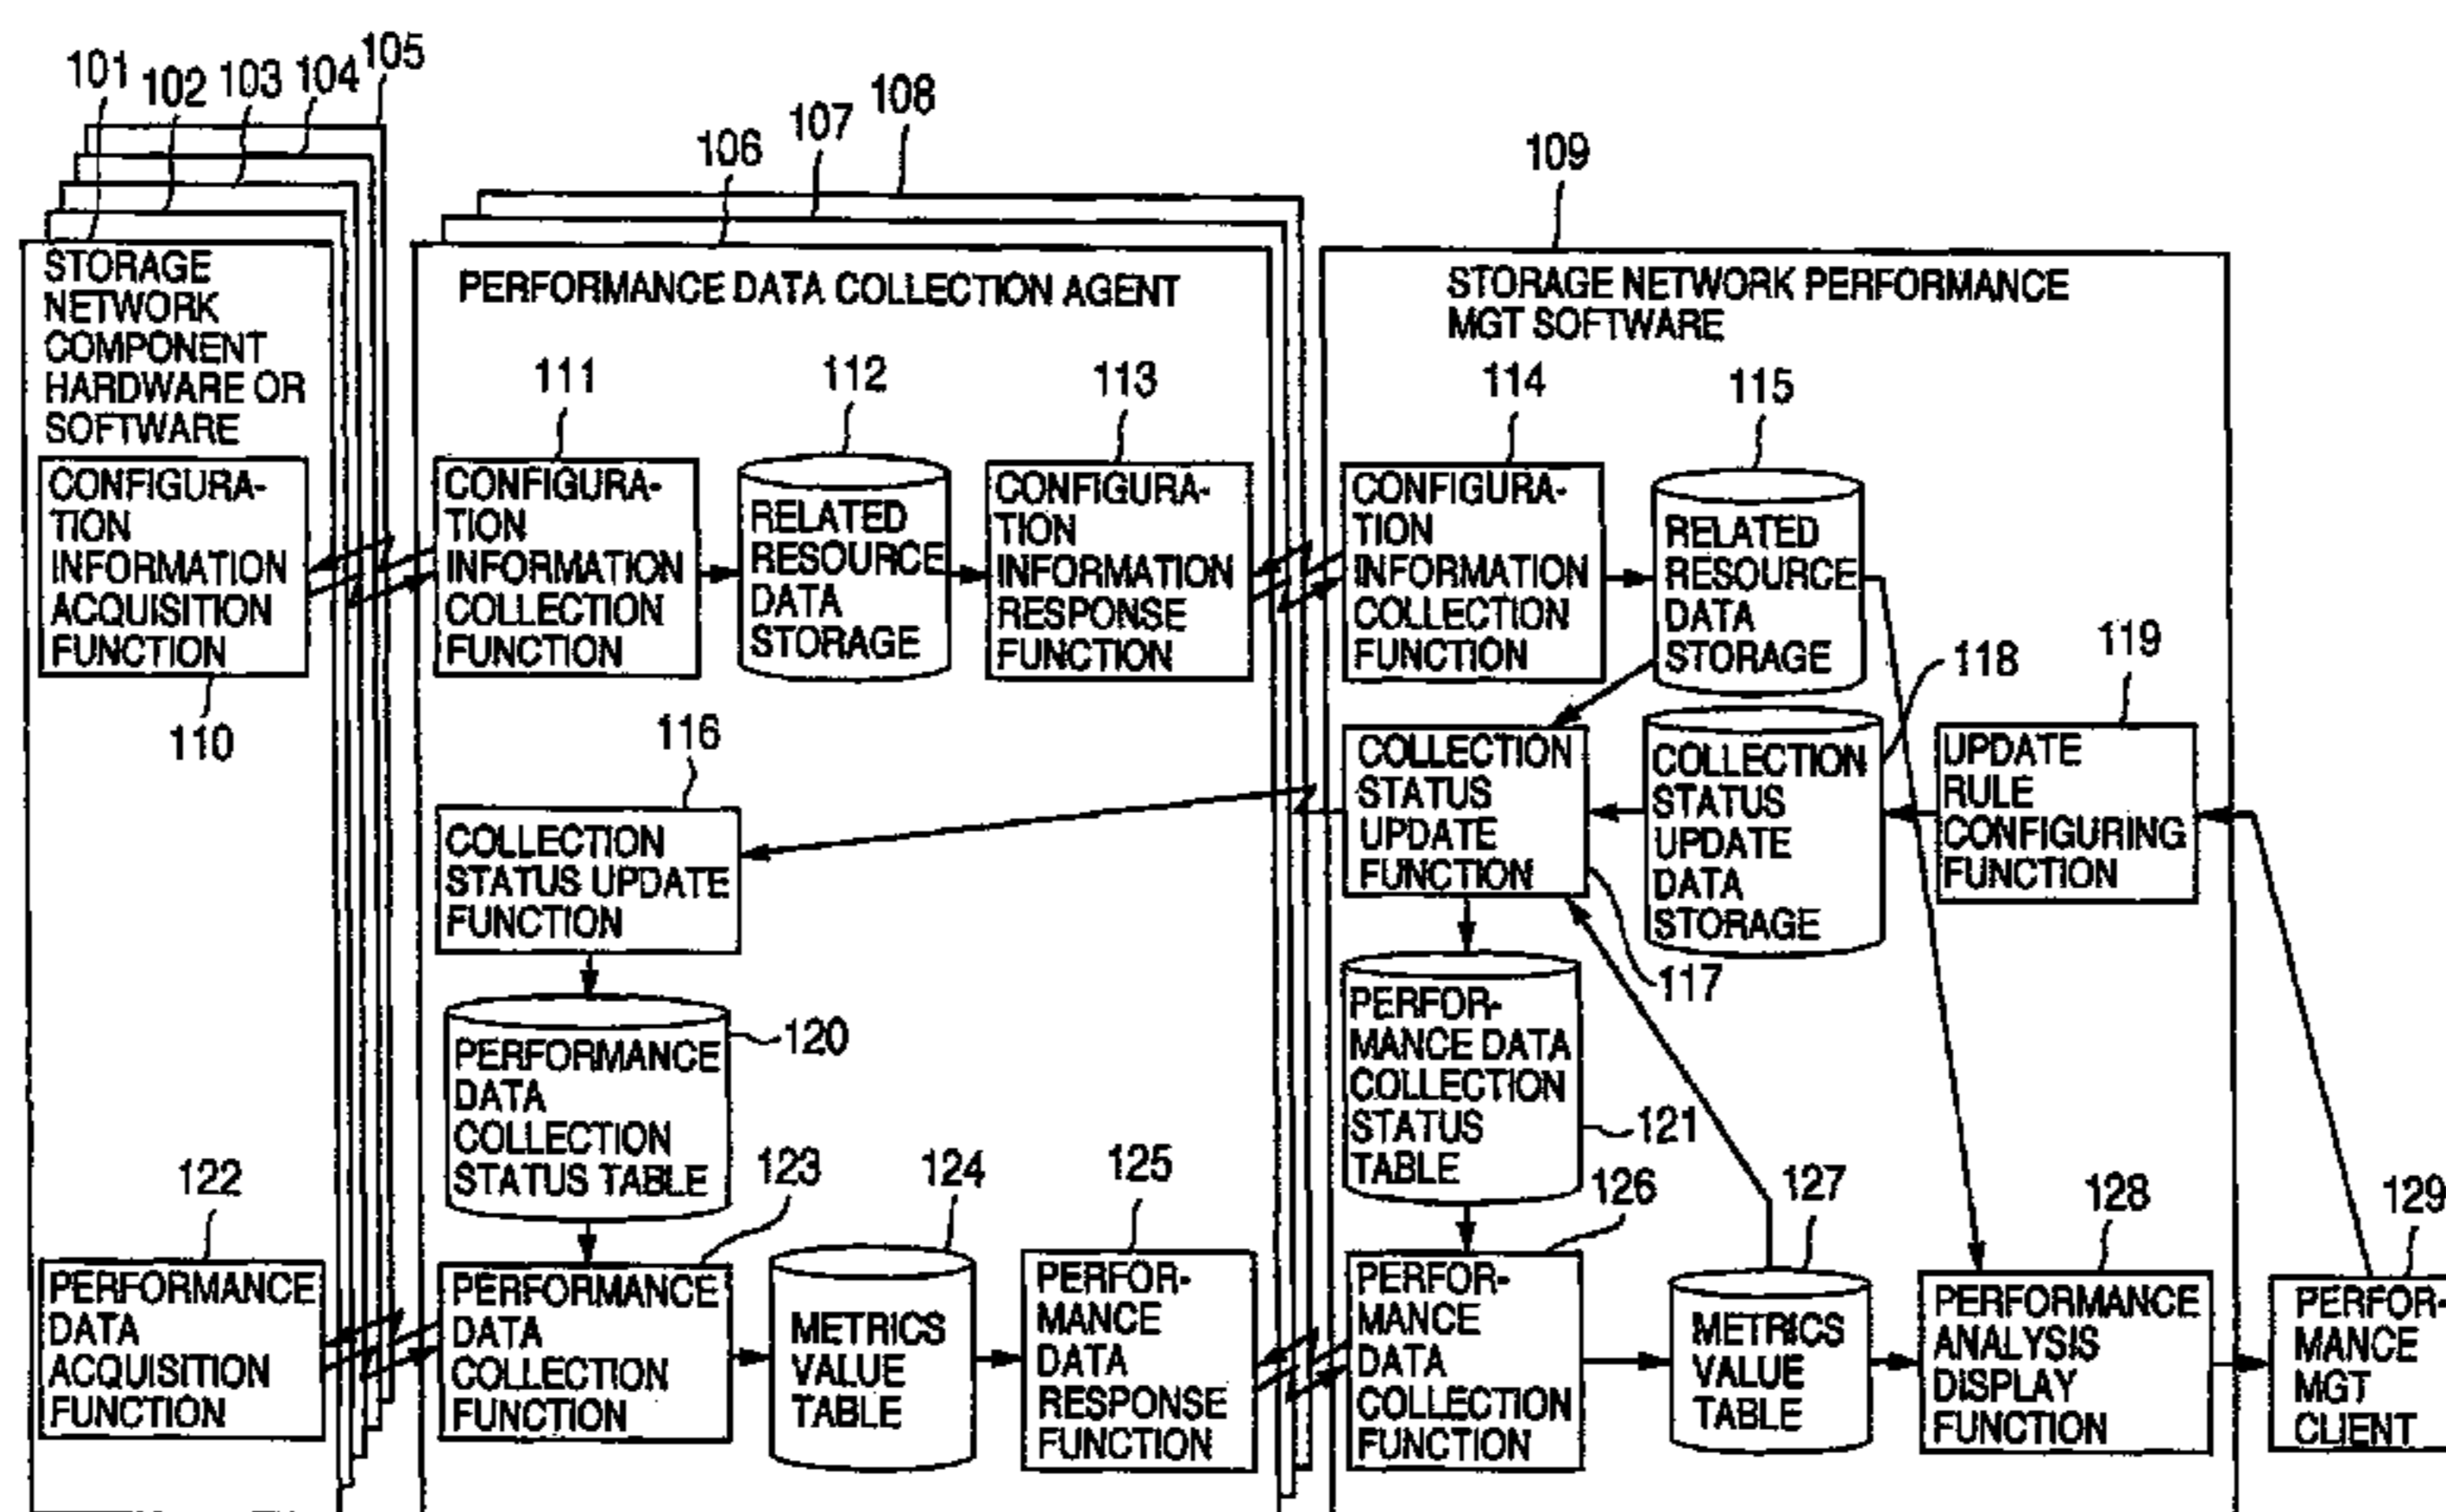 101
102
103
104
105
106
107
108
109
STORAGE
NETWORK
COMPONENT
HARDWARE OR
SOFTWARE
PERFORMANCE DATA COLLECTION AGENT
STORAGE NETWORK PERFORMANCE
MGT SOFTWARE
111
112
113
114
115
CONFIGURA-
TION
INFORMATION
ACQUISITION
FUNCTION
110
CONFIGURA-
TION
INFORMATION
COLLECTION
FUNCTION
RELATED
RESOURCE
DATA
STORAGE
CONFIGURA-
TION
INFORMATION
RESPONSE
FUNCTION
CONFIGURA-
TION
INFORMATION
COLLECTION
FUNCTION
RELATED
RESOURCE
DATA
STORAGE
118
119
116
COLLECTION
STATUS UPDATE
FUNCTION
COLLECTION
STATUS
UPDATE
FUNCTION
117
COLLECTION
STATUS
UPDATE
DATA
STORAGE
UPDATE
RULE
CONFIGURING
FUNCTION
PERFORMANCE
DATA
COLLECTION
STATUS TABLE
120
PERFOR-
MANCE DATA
COLLECTION
STATUS
TABLE
121
122
123
124
125
126
127
128
129
PERFORMANCE
DATA
ACQUISITION
FUNCTION
PERFORMANCE
DATA
COLLECTION
FUNCTION
METRICS
VALUE
TABLE
PERFOR-
MANCE
DATA
RESPONSE
FUNCTION
PERFOR-
MANCE
DATA
COLLECTION
FUNCTION
METRICS
VALUE
TABLE
PERFORMANCE
ANALYSIS
DISPLAY
FUNCTION
PERFOR-
MANCE
MGT
CLIENT